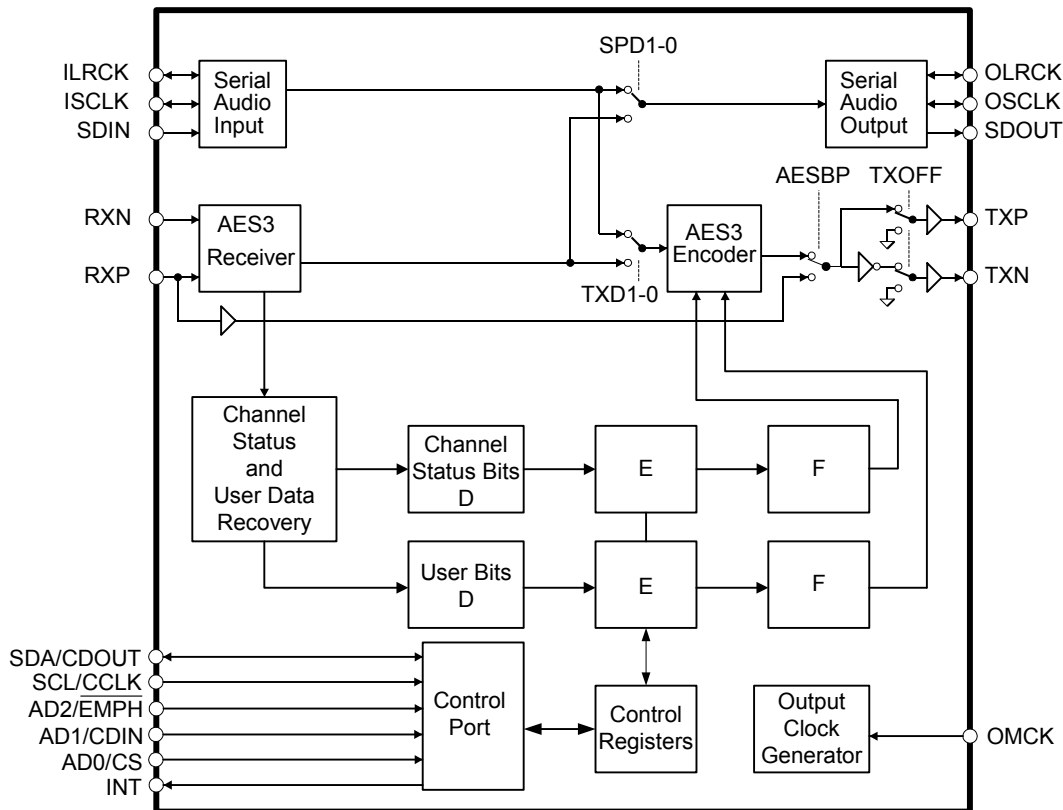 SPD1-0
ILRCK
ISCLK
SDIN
Serial
Audio
Input
Serial
Audio
Output
OLRCK
OSCLK
SDOUT
AESBP
TXOFF
RXN
RXP
AES3
Receiver
TXD1-0
AES3
Encoder
TXP
TXN
Channel
Status
and
User Data
Recovery
Channel
Status Bits
D
E
F
User Bits
D
E
F
SDA/CDOUT
SCL/CCLK
AD2/EMPH
AD1/CDIN
AD0/CS
INT
Control
Port
Control
Registers
Output
Clock
Generator
OMCK